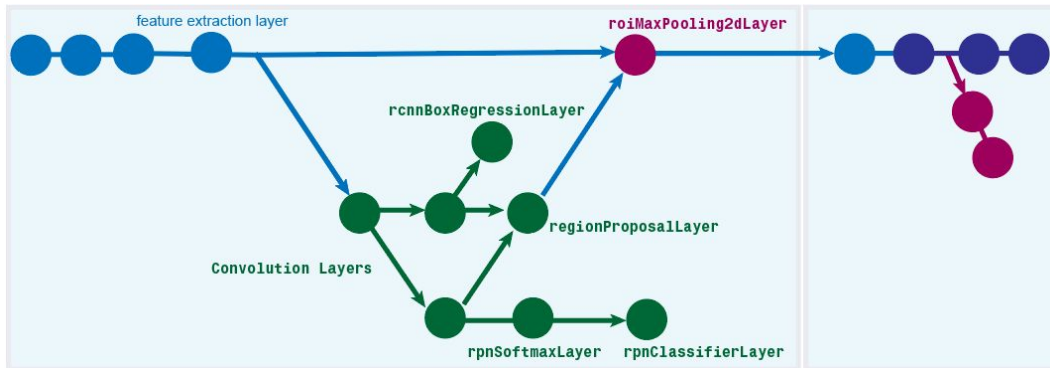 feature extraction layer
roiMaxPooling2dLayer
rcnnBoxRegressionLayer
regionProposalLayer
Convolution Layers
rpnSoftmaxLayer
rpnClassifierLayer